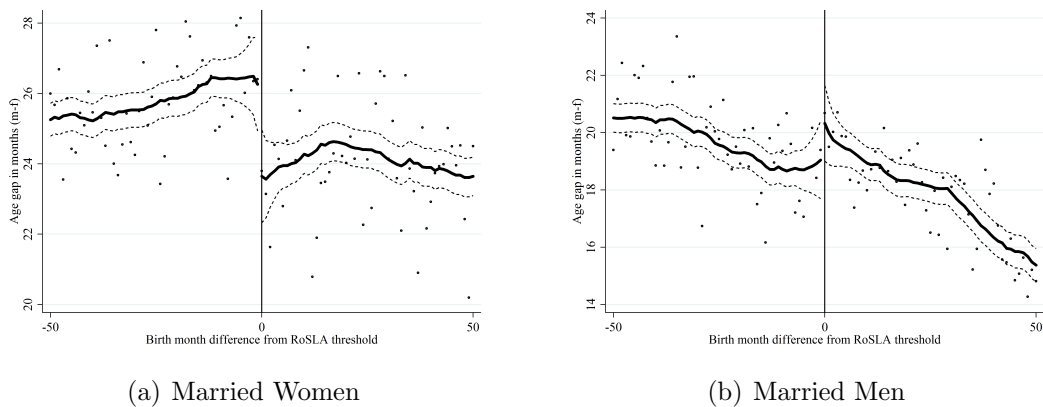 28
26
24
22
20
Age gap in months (m-f)
-50
0
50
Birth month difference from RoSLA threshold
(a) Married Women
24
22
20
18
16
14
Age gap in months (m-f)
-50
0
50
Birth month difference from RoSLA threshold
(b) Married Men